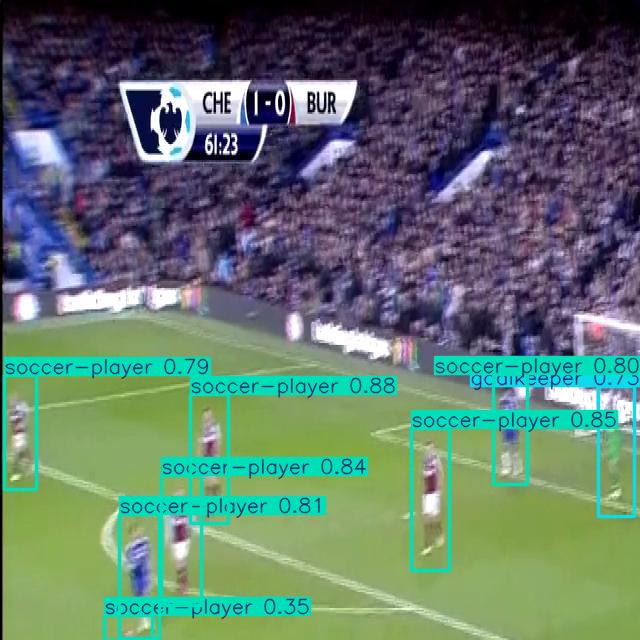 CHE 1-0 BUR
61:23
soccer-player 0.79
soccer-player 0.80
goalkeeper 0.73
soccer-player 0.88
soccer-player 0.85
soccer-player 0.84
soccer-player 0.81
soccer-player 0.35